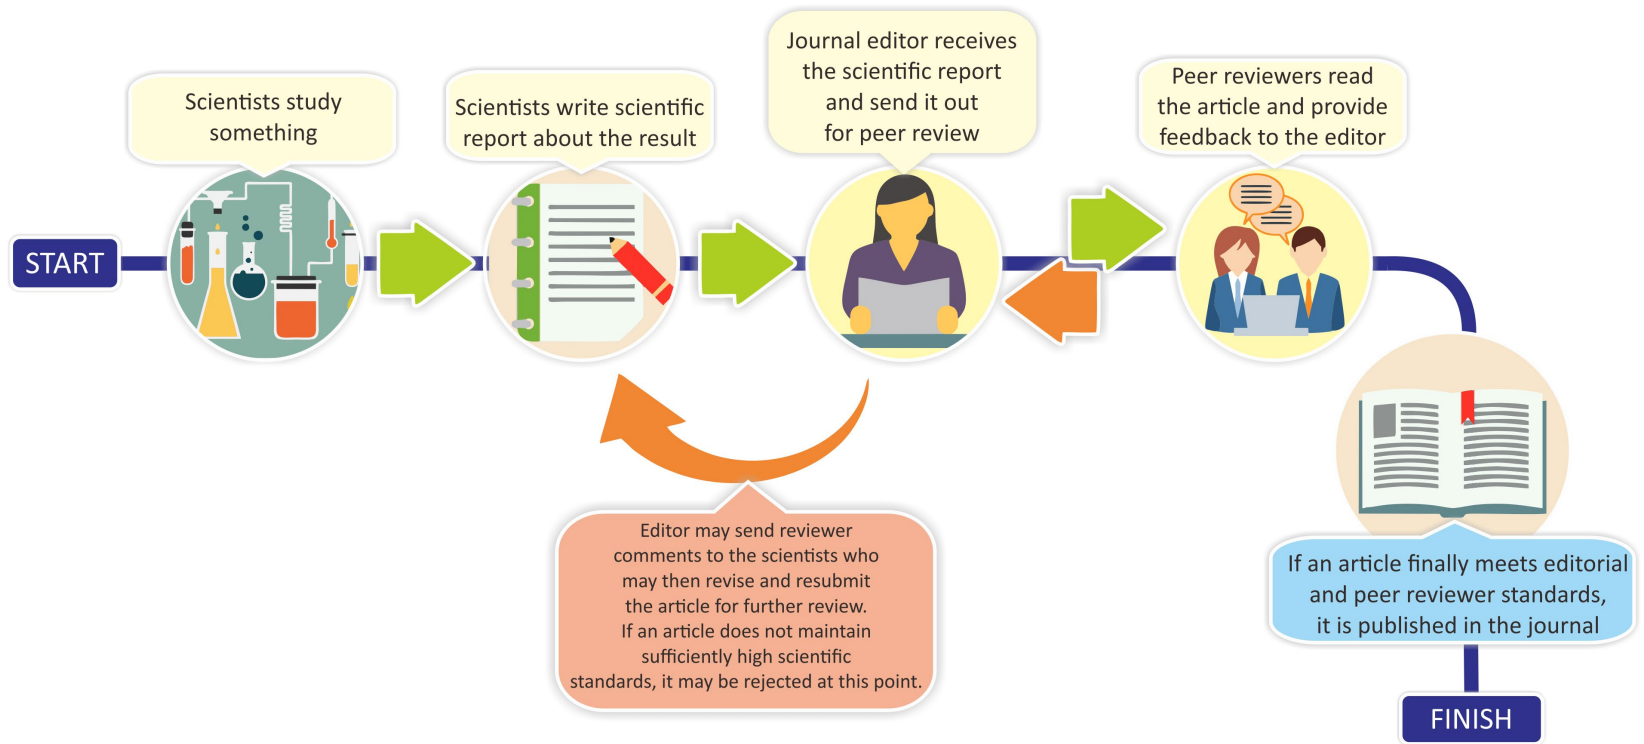 START
Scientists study
something
Scientists write scientific
report about the result
Journal editor receives
the scientific report
and send it out
for peer review
Peer reviewers read
the article and provide
feedback to the editor
Editor may send reviewer
comments to the scientists who
may then revise and resubmit
the article for further review.
If an article does not maintain
sufficiently high scientific
standards, it may be rejected at this point.
If an article finally meets editorial
and peer reviewer standards,
it is published in the journal
FINISH